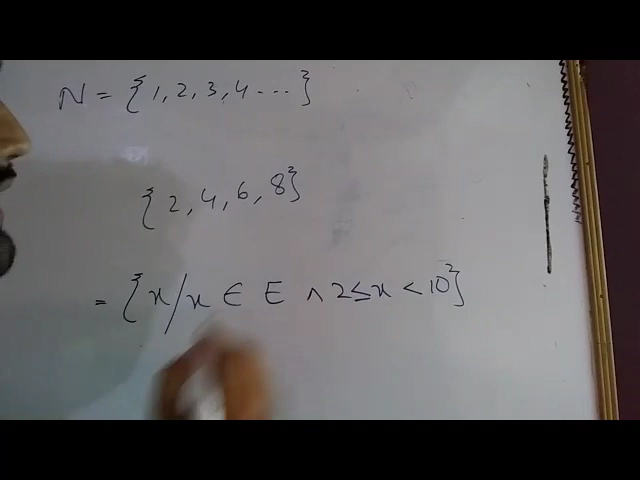 N = {1, 2, 3, 4 ...}
{2, 4, 6, 8}
= {x/x ∈ E ∧ 2 ≤ x < 10}